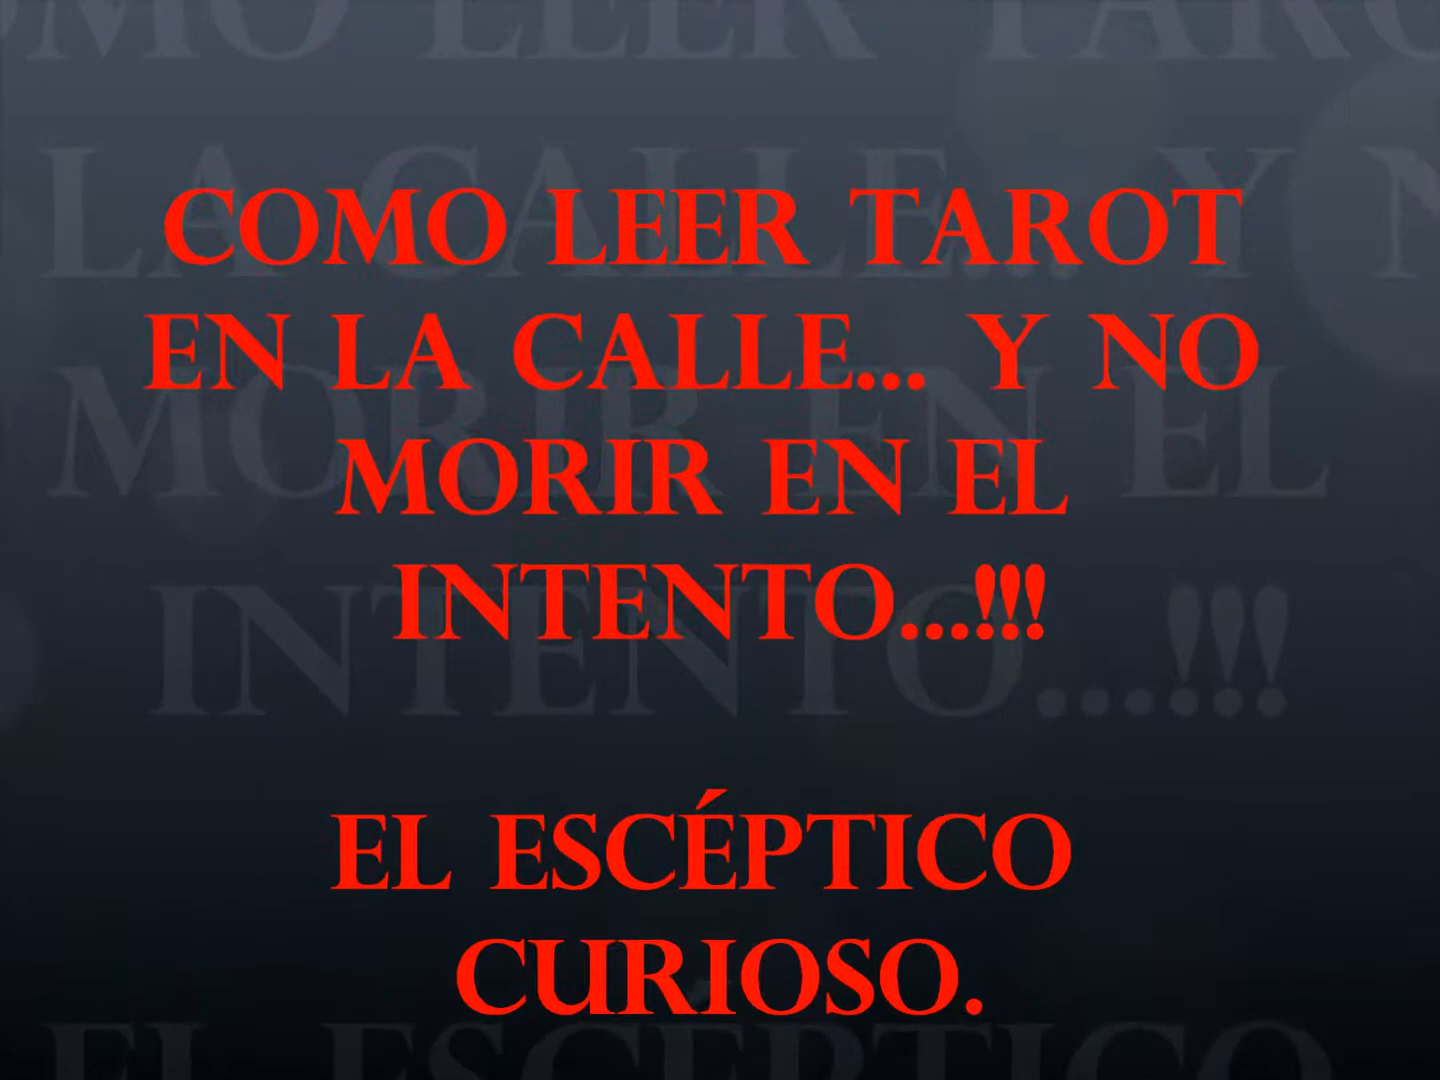 COMO LEER TAROT
EN LA CALLE... Y NO
MORIR EN EL
INTENTO...!!!
EL ESCÉPTICO
CURIOSO.